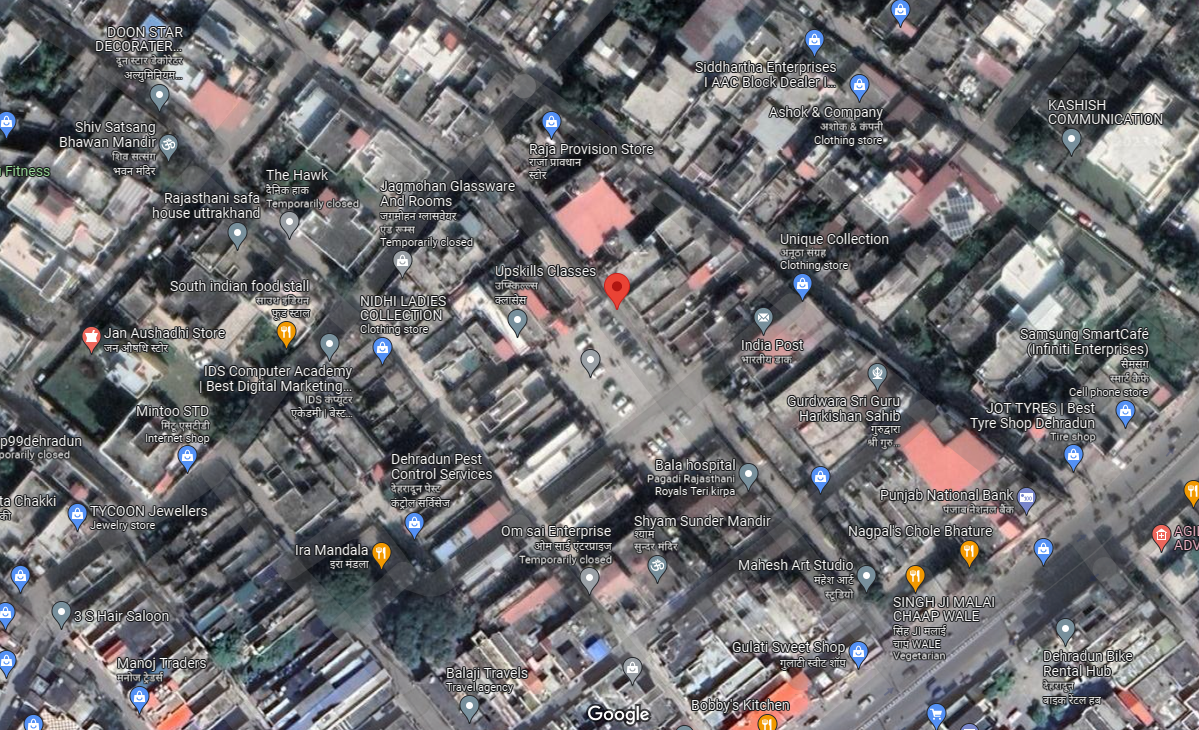 DOON STAR
DECORATER...
दून स्टार डेकोरेटर
अल्युमिनियम...
Siddhartha Enterprises
| AAC Block Dealer |...
Ashok & Company
अशोक & कंपनी
Clothing store
KASHISH
COMMUNICATION
Shiv Satsang
Bhawan Mandir
शिव सत्संग
भवन मंदिर
Fitness
Raja Provision Store
राजा प्रावधान
स्टोर
The Hawk
दैनिक हाक
Temporarily closed
Rajasthani safa
house uttrakhand
Jagmohan Glassware
And Rooms
जगमोहन ग्लासवेयर
एंड रूम्स
Temporarily closed
Unique Collection
अनूठा संग्रह
Clothing store
Upskills Classes
उप्स्किल्ल्स
क्लासेस
South indian food stall
साउथ इंडियन
फूड स्टाल
NIDHI LADIES
COLLECTION
Clothing store
Jan Aushadhi Store
जन औषधि स्टोर
India Post
भारतीय डाक
Samsung SmartCafé
(Infiniti Enterprises)
सैमसंग
स्मार्ट कैफे
Cell phone store
IDS Computer Academy
| Best Digital Marketing...
IDS कंप्यूटर
एकेडमी | बेस्ट...
Gurdwara Sri Guru
Harkishan Sahib
गुरुद्वारा
श्री गुरु...
Mintoo STD
मिंटू एसटीडी
Internet shop
JOT TYRES | Best
Tyre Shop Dehradun
Tire shop
p99dehradun
porarily closed
Dehradun Pest
Control Services
देहरादून पेस्ट
कंट्रोल सर्विसेज
Bala hospital
Pagadi Rajasthani
Royals Teri kirpa
Punjab National Bank
पंजाब नैशनल बैंक
ta Chakki
की
TYCOON Jewellers
Jewelry store
Om sai Enterprise
ओम साई एंटरप्राइज
Temporarily closed
Shyam Sunder Mandir
श्याम
सुन्दर मंदिर
Nagpal's Chole Bhature
AGI
ADV
Ira Mandala
इरा मंडला
Mahesh Art Studio
महेश आर्ट
स्टूडियो
SINGH JI MALAI
CHAAP WALE
सिंह JI मलाई
चाप WALE
Vegetarian
3 S Hair Saloon
Gulati Sweet Shop
गुलाटी स्वीट शॉप
Dehradun Bike
Rental Hub
देहरादून
बाइक रेंटल हब
Manoj Traders
मनोज ट्रेडर्स
Balaji Travels
Travel agency
Bobby's Kitchen
Google